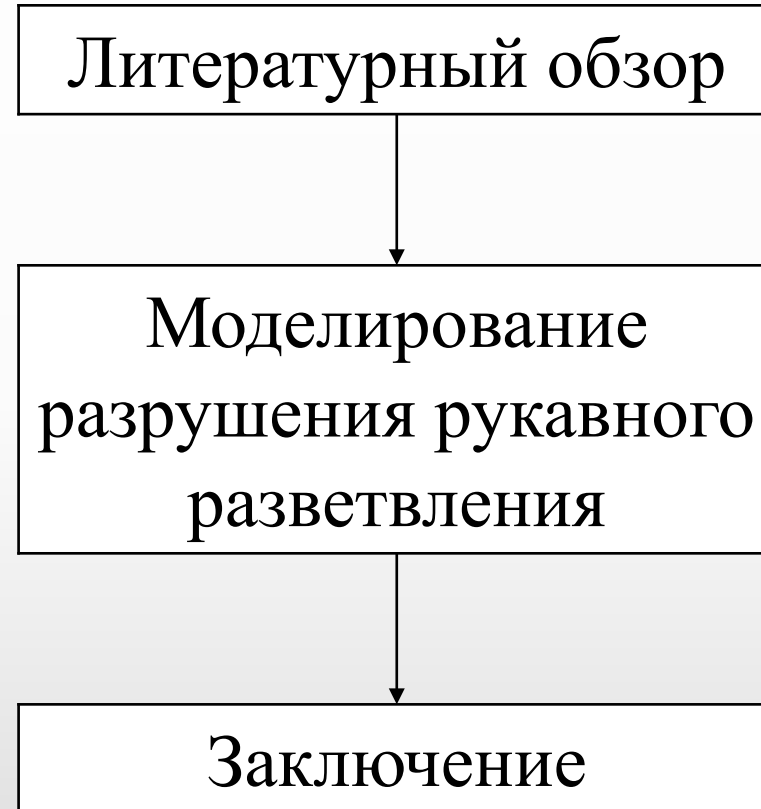 Литературный обзор
Моделирование
разрушения рукавного
разветвления
Заключение